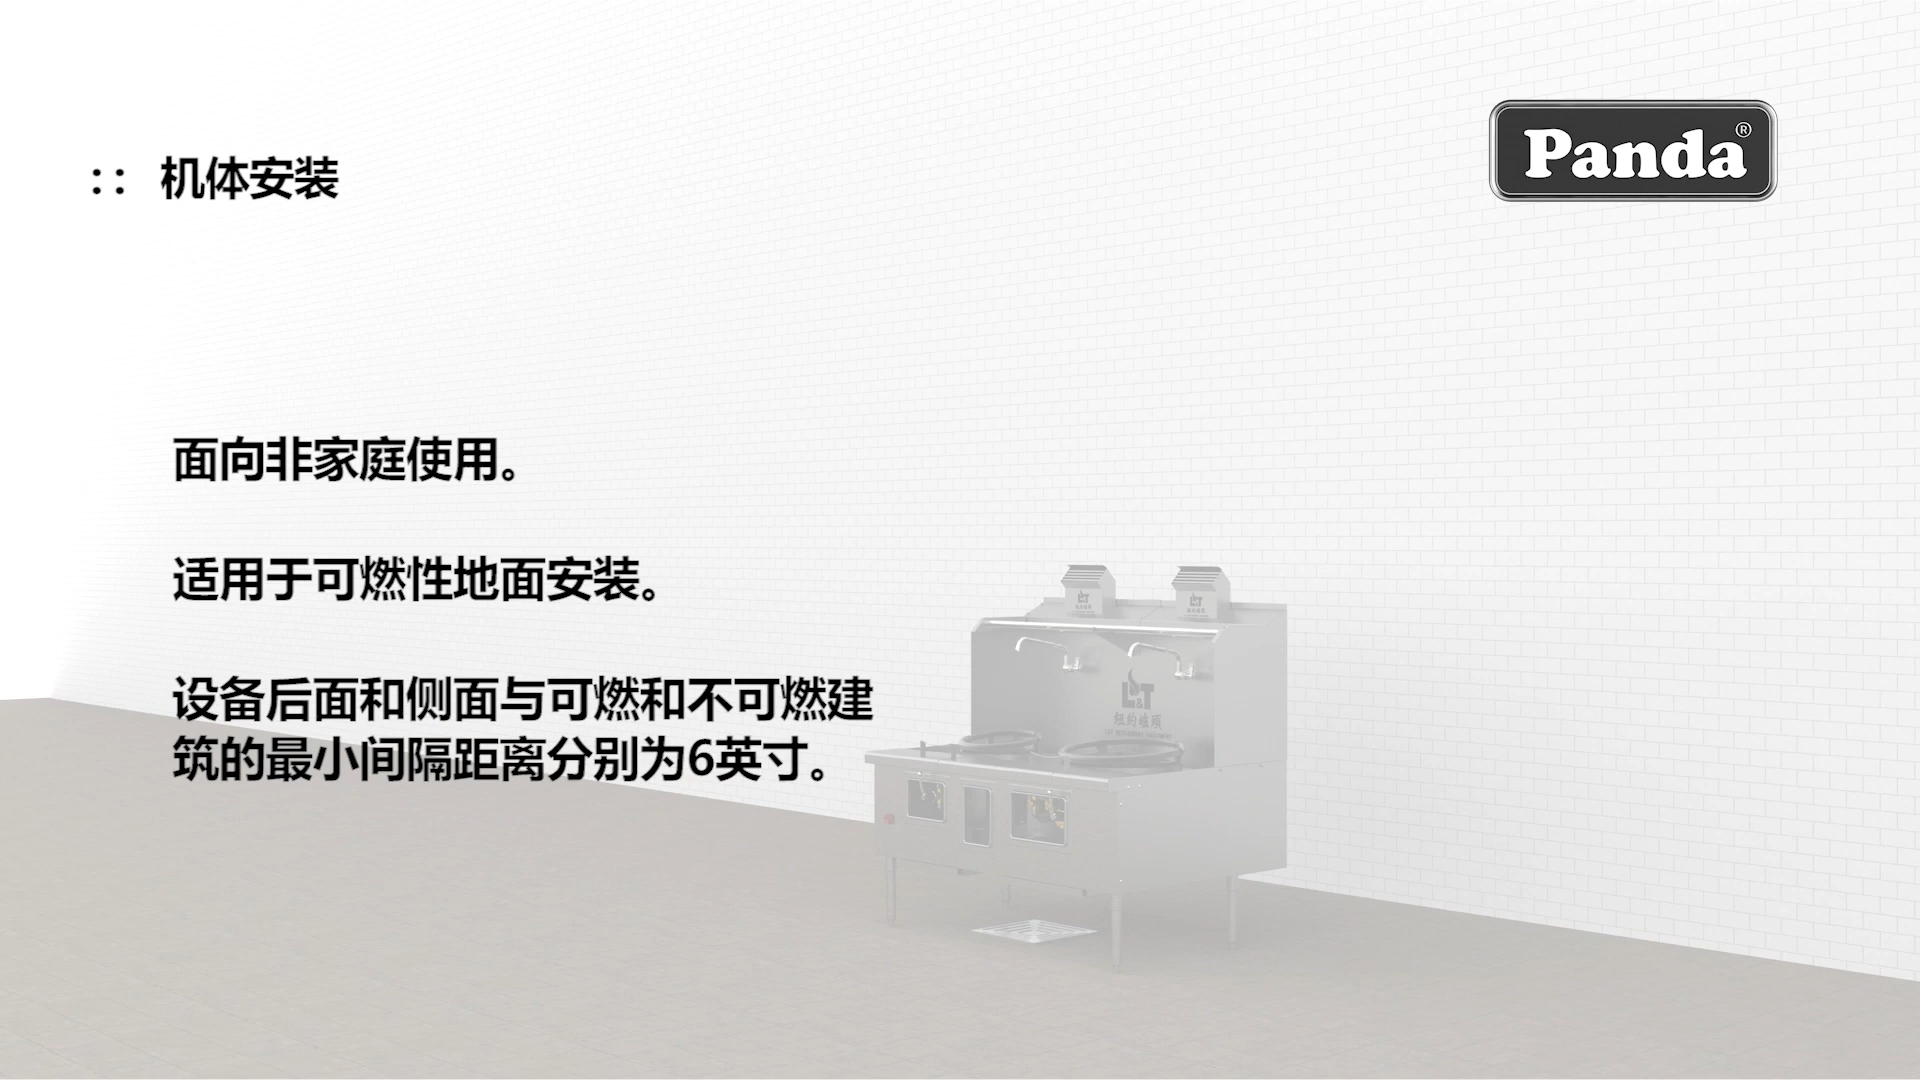 :: 机体安装
Panda®
面向非家庭使用。
适用于可燃性地面安装。
设备后面和侧面与可燃和不可燃建
筑的最小间隔距离分别为6英寸。
L&T
L&T
L&T